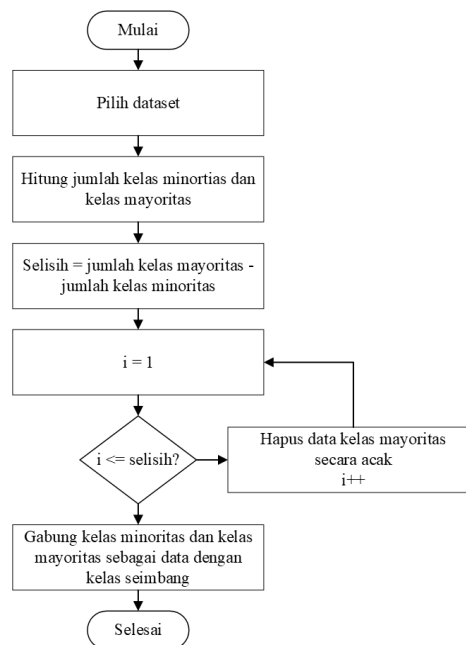 Mulai
Pilih dataset
Hitung jumlah kelas minortias dan
kelas mayoritas
Selisih = jumlah kelas mayoritas -
jumlah kelas minoritas
i = 1
i <= selisih?
Hapus data kelas mayoritas
secara acak
i++
Gabung kelas minoritas dan kelas
mayoritas sebagai data dengan
kelas seimbang
Selesai